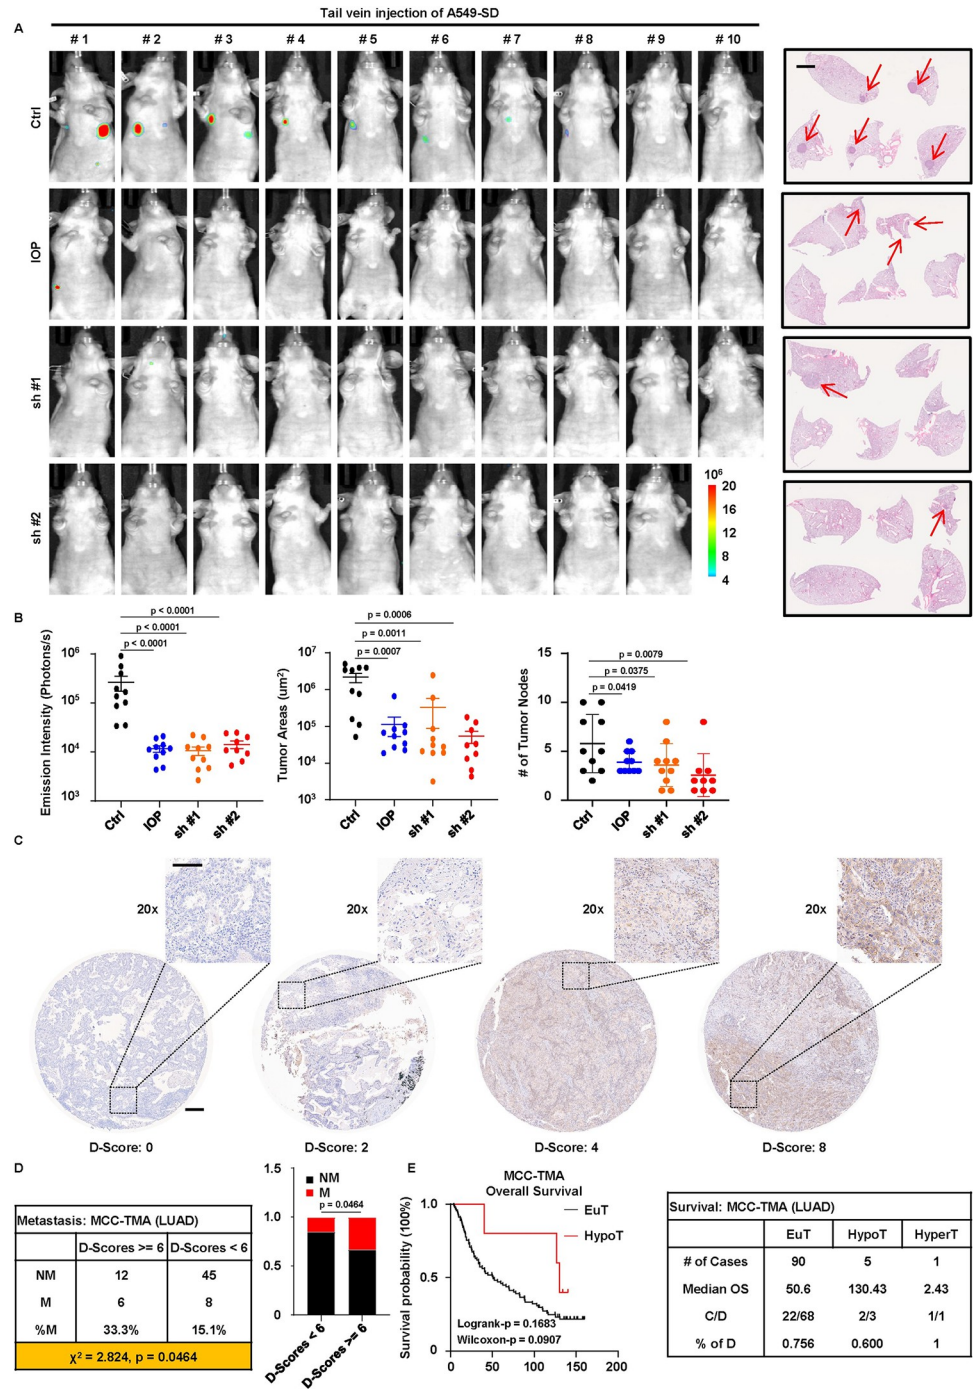 Tail vein injection of A549-SD
A
# 1 # 2 # 3 # 4 # 5 # 6 # 7 # 8 # 9 # 10
Ctrl
IOP
sh #1
sh #2
10⁶
20
16
12
8
4
B
Emission Intensity (Photons/s)
10⁶
10⁵
10⁴
10³
p < 0.0001
p < 0.0001
p < 0.0001
Ctrl IOP sh #1 sh #2
Tumor Areas (um²)
10⁷
10⁶
10⁵
10⁴
10³
p = 0.0006
p = 0.0011
p = 0.0007
Ctrl IOP sh #1 sh #2
# of Tumor Nodes
15
10
5
0
p = 0.0079
p = 0.0375
p = 0.0419
Ctrl IOP sh #1 sh #2
C
20x 20x 20x 20x
D-Score: 0 D-Score: 2 D-Score: 4 D-Score: 8
D
Metastasis: MCC-TMA (LUAD)
D-Scores >= 6 D-Scores < 6
NM 12 45
M 6 8
%M 33.3% 15.1%
χ² = 2.824, p = 0.0464
NM
M
p = 0.0464
1.5
1.0
0.5
0.0
D-Scores < 6
D-Scores >= 6
E
MCC-TMA
Overall Survival
EuT
HypoT
Survival probability (100%)
1.0
0.5
0
Logrank-p = 0.1683
Wilcoxon-p = 0.0907
0 50 100 150 200
Survival: MCC-TMA (LUAD)
EuT HypoT HyperT
# of Cases 90 5 1
Median OS 50.6 130.43 2.43
C/D 22/68 2/3 1/1
% of D 0.756 0.600 1